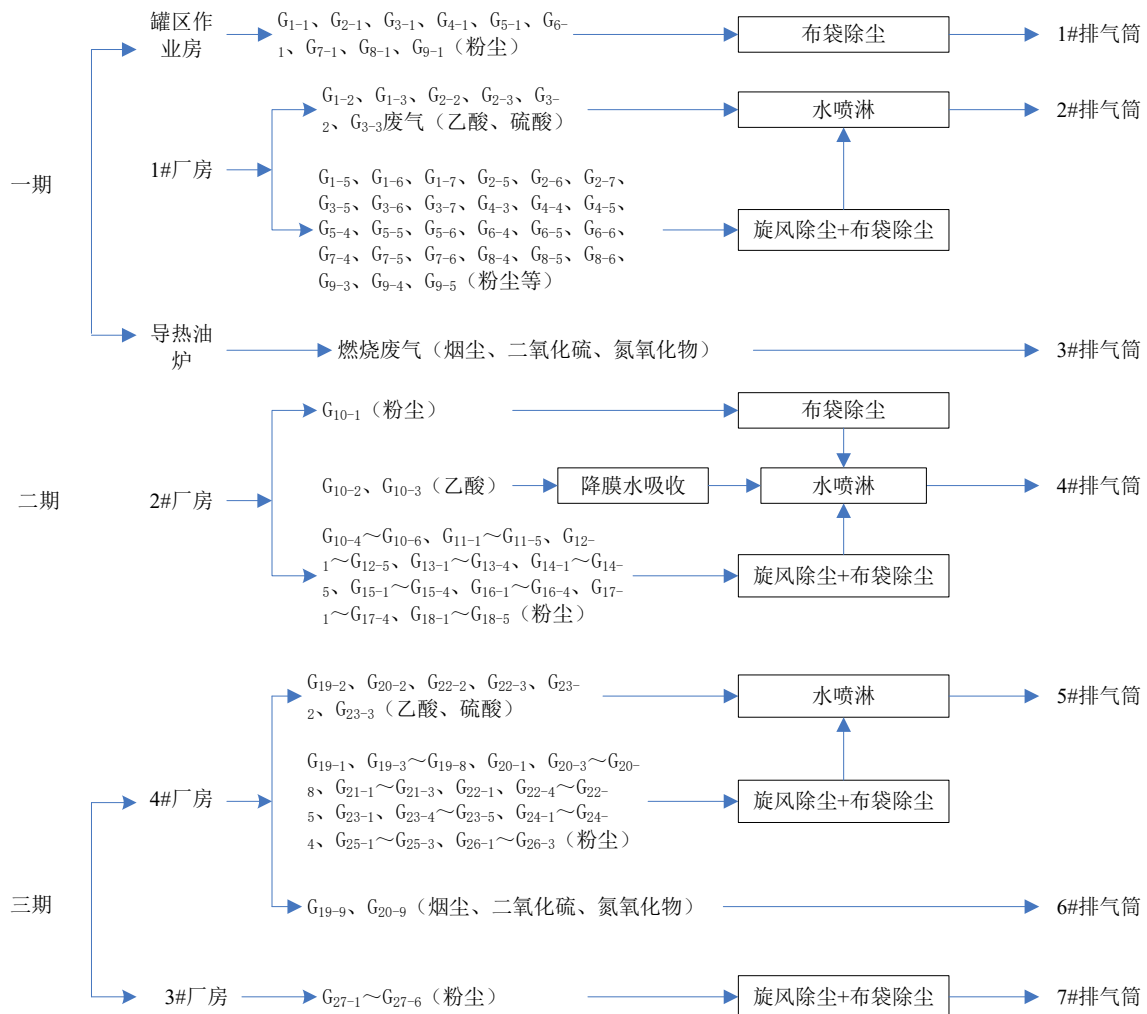 罐区作
业房
G1-1、G2-1、G3-1、G4-1、G5-1、G6-
1、G7-1、G8-1、G9-1（粉尘）
布袋除尘
1#排气筒
一期
1#厂房
G1-2、G1-3、G2-2、G2-3、G3-
2、G3-3废气（乙酸、硫酸）
水喷淋
2#排气筒
G1-5、G1-6、G1-7、G2-5、G2-6、G2-7、
G3-5、G3-6、G3-7、G4-3、G4-4、G4-5、
G5-4、G5-5、G5-6、G6-4、G6-5、G6-6、
G7-4、G7-5、G7-6、G8-4、G8-5、G8-6、
G9-3、G9-4、G9-5（粉尘等）
旋风除尘+布袋除尘
导热油
炉
燃烧废气（烟尘、二氧化硫、氮氧化物）
3#排气筒
二期
2#厂房
G10-1（粉尘）
布袋除尘
G10-2、G10-3（乙酸）
降膜水吸收
水喷淋
4#排气筒
G10-4～G10-6、G11-1～G11-5、G12-
1～G12-5、G13-1～G13-4、G14-1～G14-
5、G15-1～G15-4、G16-1～G16-4、G17-
1～G17-4、G18-1～G18-5（粉尘）
旋风除尘+布袋除尘
三期
4#厂房
G19-2、G20-2、G22-2、G22-3、G23-
2、G23-3（乙酸、硫酸）
水喷淋
5#排气筒
G19-1、G19-3～G19-8、G20-1、G20-3～G20-
8、G21-1～G21-3、G22-1、G22-4～G22-
5、G23-1、G23-4～G23-5、G24-1～G24-
4、G25-1～G25-3、G26-1～G26-3（粉尘）
旋风除尘+布袋除尘
G19-9、G20-9（烟尘、二氧化硫、氮氧化物）
6#排气筒
3#厂房
G27-1～G27-6（粉尘）
旋风除尘+布袋除尘
7#排气筒